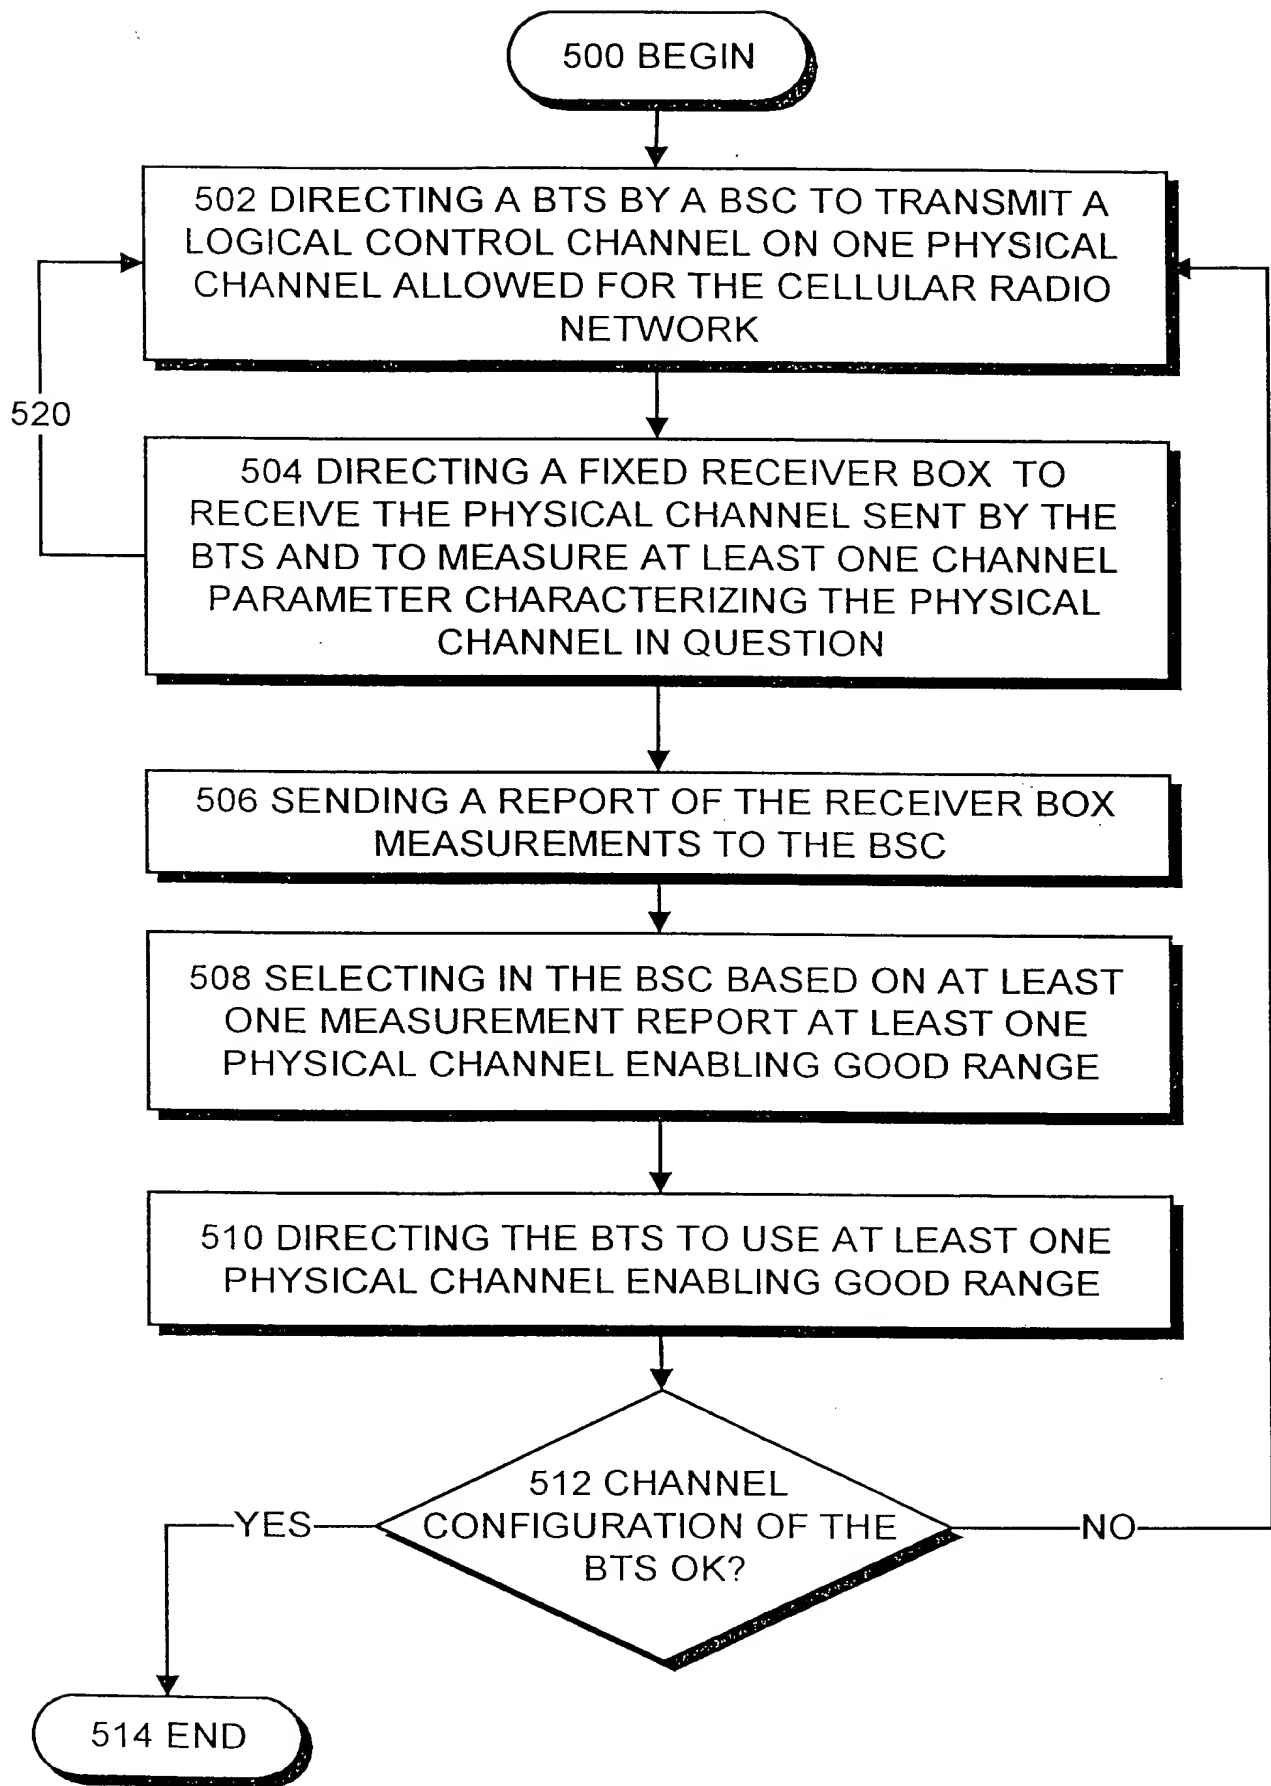 500 BEGIN
502 DIRECTING A BTS BY A BSC TO TRANSMIT A
LOGICAL CONTROL CHANNEL ON ONE PHYSICAL
CHANNEL ALLOWED FOR THE CELLULAR RADIO
NETWORK
520
504 DIRECTING A FIXED RECEIVER BOX TO
RECEIVE THE PHYSICAL CHANNEL SENT BY THE
BTS AND TO MEASURE AT LEAST ONE CHANNEL
PARAMETER CHARACTERIZING THE PHYSICAL
CHANNEL IN QUESTION
506 SENDING A REPORT OF THE RECEIVER BOX
MEASUREMENTS TO THE BSC
508 SELECTING IN THE BSC BASED ON AT LEAST
ONE MEASUREMENT REPORT AT LEAST ONE
PHYSICAL CHANNEL ENABLING GOOD RANGE
510 DIRECTING THE BTS TO USE AT LEAST ONE
PHYSICAL CHANNEL ENABLING GOOD RANGE
512 CHANNEL
CONFIGURATION OF THE
BTS OK?
YES
NO
514 END